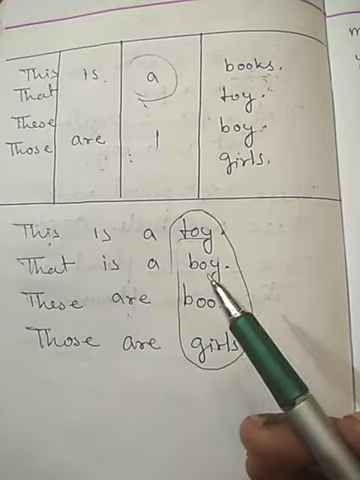 This is. a books.
That toy.
These boy.
Those are girls.
This is a toy.
That is a boy.
These are boo
Those are girls